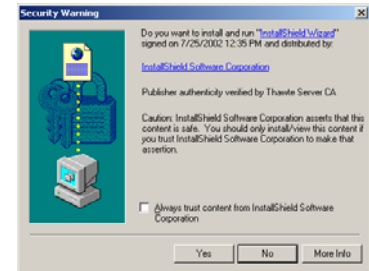 Security Warning
Do you want to install and run "InstallShield Wizard"
signed on 7/25/2002 12:35 PM and distributed by:
InstallShield Software Corporation
Publisher authenticity verified by Thawte Server CA
Caution: InstallShield Software Corporation asserts that this
content is safe. You should only install/view this content if
you trust InstallShield Software Corporation to make that
assertion.
Always trust content from InstallShield Software
Corporation
Yes
No
More Info